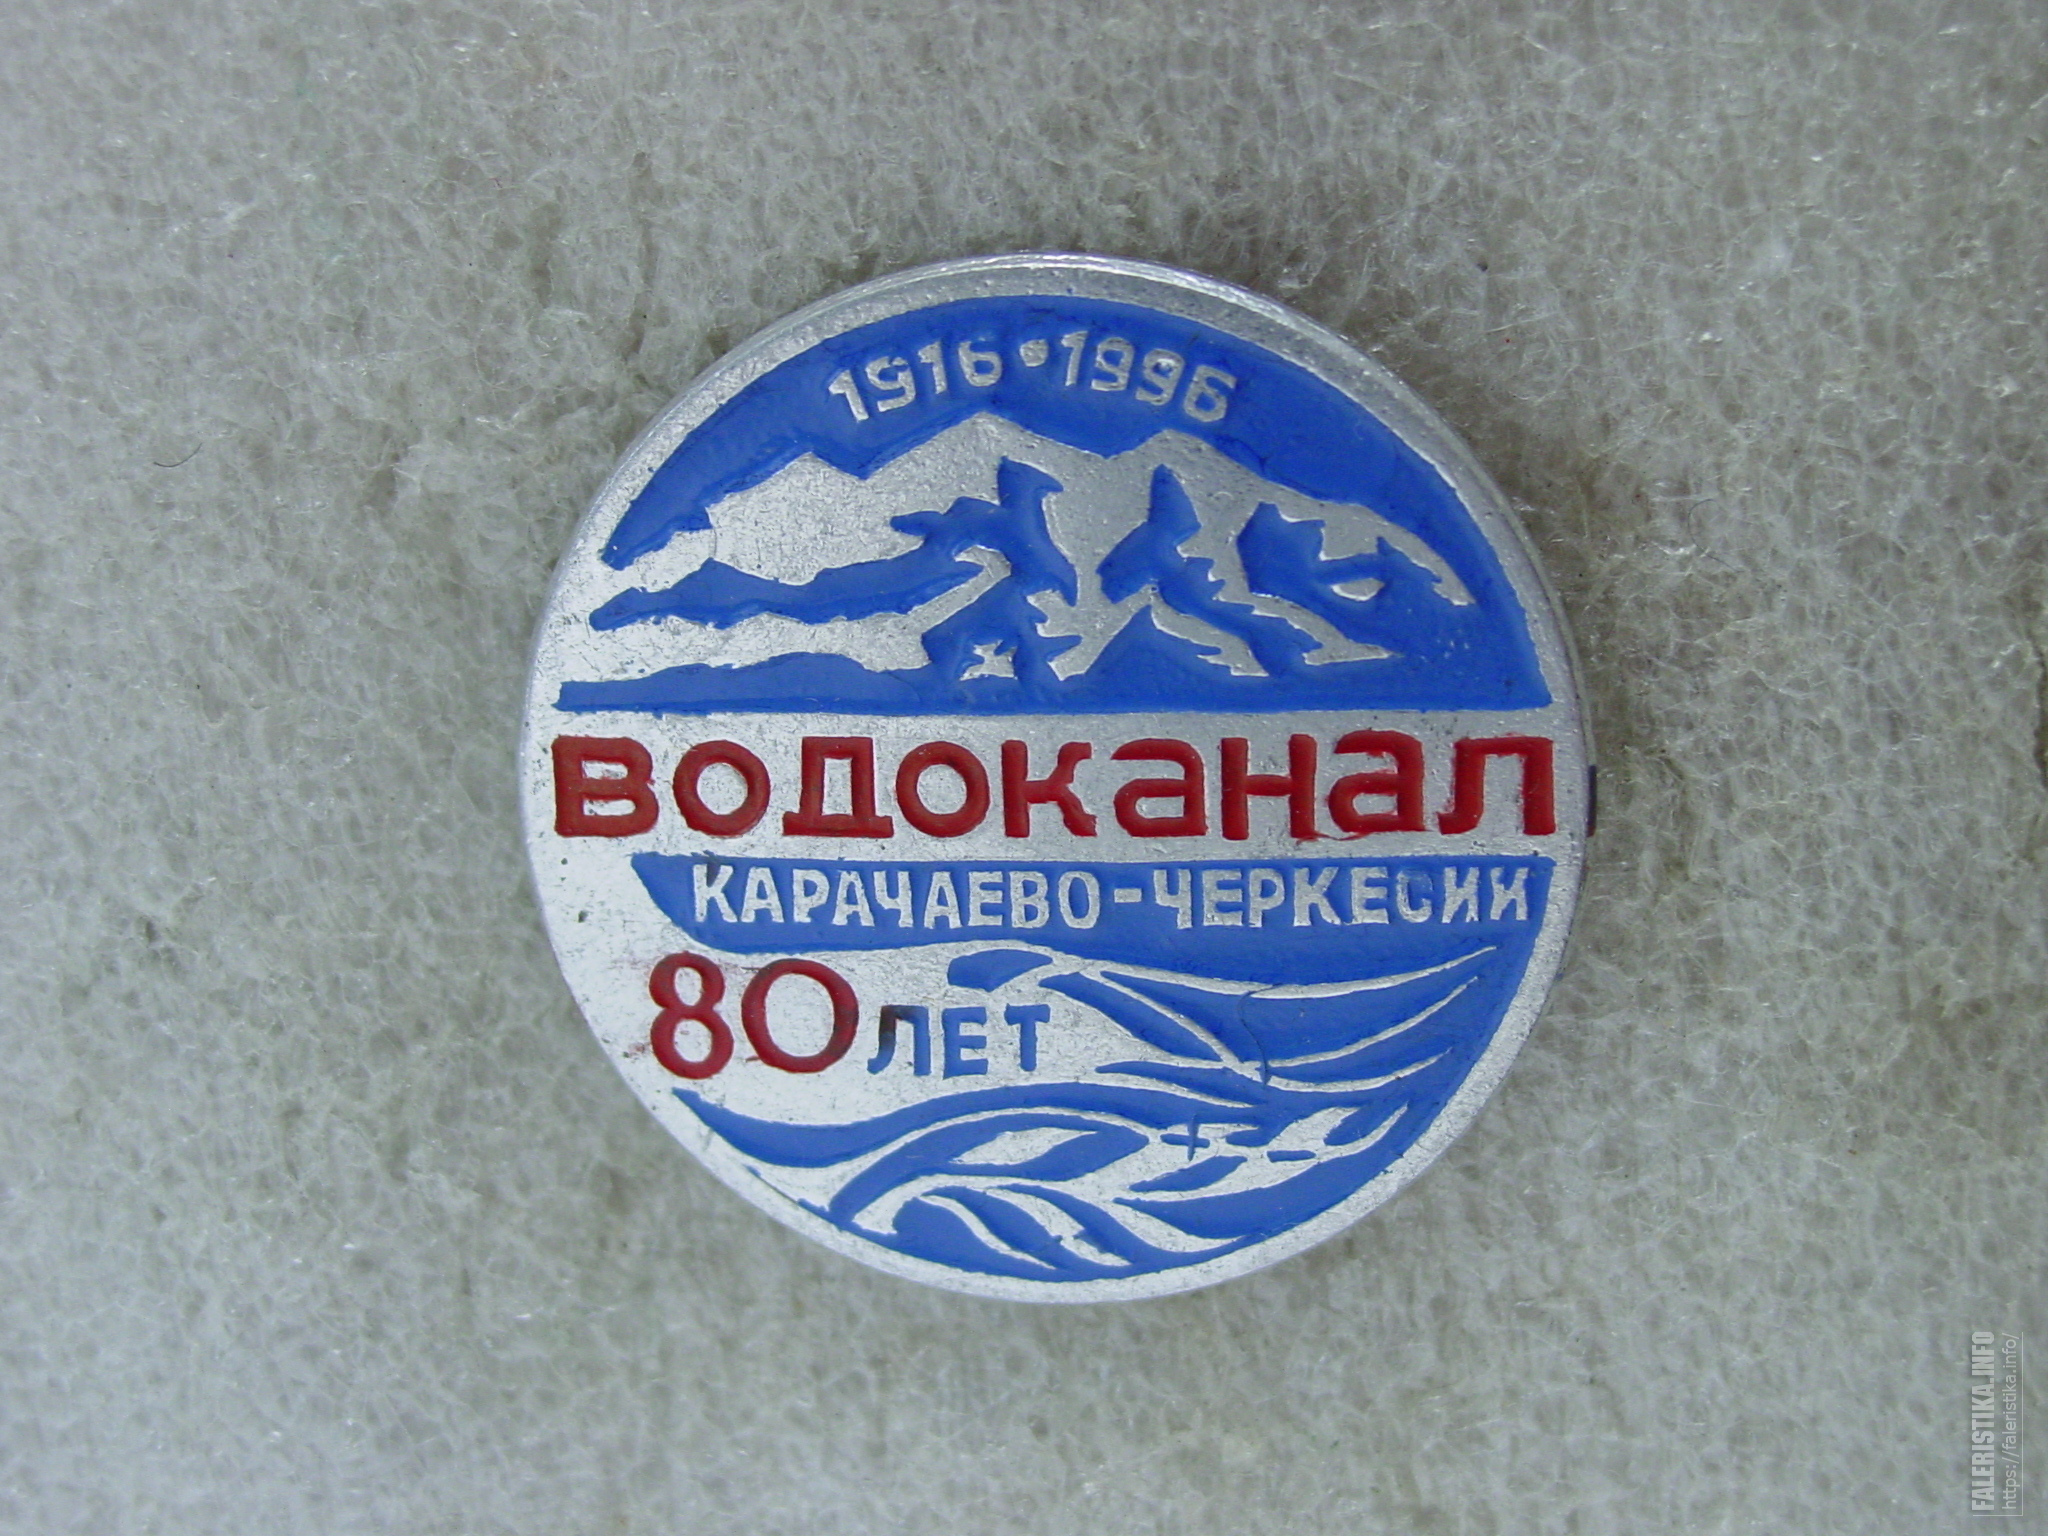 1916•1996
ВОДОКАНАЛ
КАРАЧАЕВО-ЧЕРКЕСИИ
80 ЛЕТ
FALERISTIKA.INFO
https://faleristika.info/